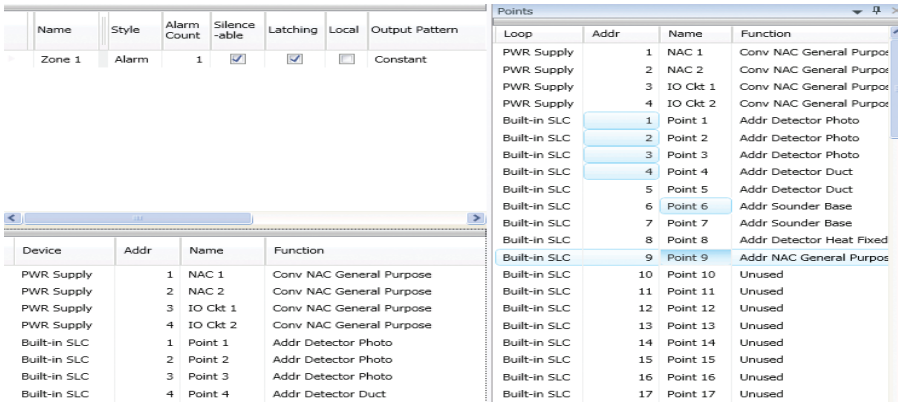 Name Style Alarm Count Silence -able Latching Local Output Pattern
Zone 1 Alarm 1 Constant
Device Addr Name Function
PWR Supply 1 NAC 1 Conv NAC General Purpose
PWR Supply 2 NAC 2 Conv NAC General Purpose
PWR Supply 3 IO Ckt 1 Conv NAC General Purpose
PWR Supply 4 IO Ckt 2 Conv NAC General Purpose
Built-in SLC 1 Point 1 Addr Detector Photo
Built-in SLC 2 Point 2 Addr Detector Photo
Built-in SLC 3 Point 3 Addr Detector Photo
Built-in SLC 4 Point 4 Addr Detector Duct
Points
Loop Addr Name Function
PWR Supply 1 NAC 1 Conv NAC General Purpos
PWR Supply 2 NAC 2 Conv NAC General Purpos
PWR Supply 3 IO Ckt 1 Conv NAC General Purpos
PWR Supply 4 IO Ckt 2 Conv NAC General Purpos
Built-in SLC 1 Point 1 Addr Detector Photo
Built-in SLC 2 Point 2 Addr Detector Photo
Built-in SLC 3 Point 3 Addr Detector Photo
Built-in SLC 4 Point 4 Addr Detector Duct
Built-in SLC 5 Point 5 Addr Detector Duct
Built-in SLC 6 Point 6 Addr Sounder Base
Built-in SLC 7 Point 7 Addr Sounder Base
Built-in SLC 8 Point 8 Addr Detector Heat Fixed
Built-in SLC 9 Point 9 Addr NAC General Purpos
Built-in SLC 10 Point 10 Unused
Built-in SLC 11 Point 11 Unused
Built-in SLC 12 Point 12 Unused
Built-in SLC 13 Point 13 Unused
Built-in SLC 14 Point 14 Unused
Built-in SLC 15 Point 15 Unused
Built-in SLC 16 Point 16 Unused
Built-in SLC 17 Point 17 Unused